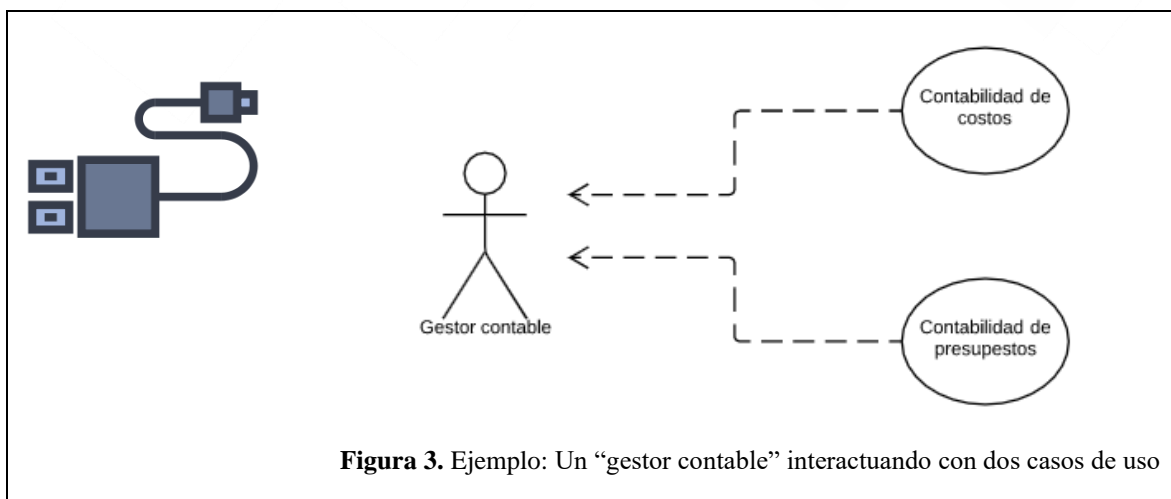 Contabilidad de
costos
Gestor contable
Contabilidad de
presupestos
Figura 3. Ejemplo: Un “gestor contable” interactuando con dos casos de uso